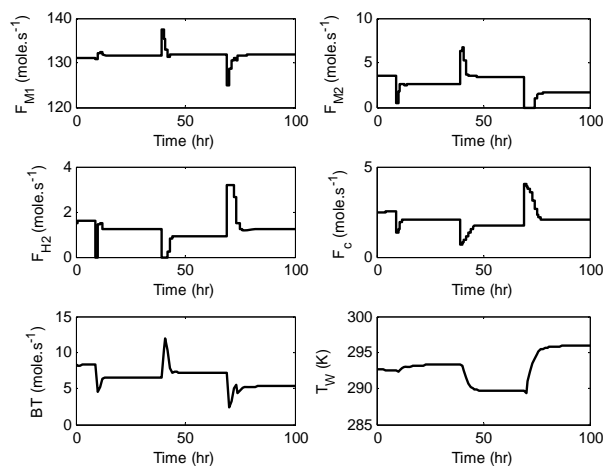 140
130
120
0 50 100
Time (hr)
F_M1 (mole.s^-1)
10
5
0
0 50 100
Time (hr)
F_M2 (mole.s^-1)
4
2
0
0 50 100
Time (hr)
F_H2 (mole.s^-1)
5
0
0 50 100
Time (hr)
F_c (mole.s^-1)
15
10
5
0
0 50 100
Time (hr)
BT (mole.s^-1)
300
295
290
285
0 50 100
Time (hr)
T_W (K)